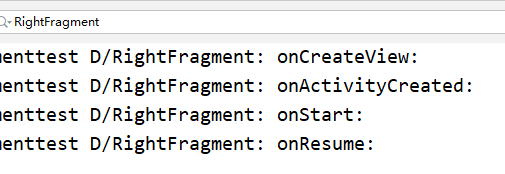 RightFragment
menttest D/RightFragment: onCreateView:
menttest D/RightFragment: onActivityCreated:
menttest D/RightFragment: onStart:
menttest D/RightFragment: onResume: